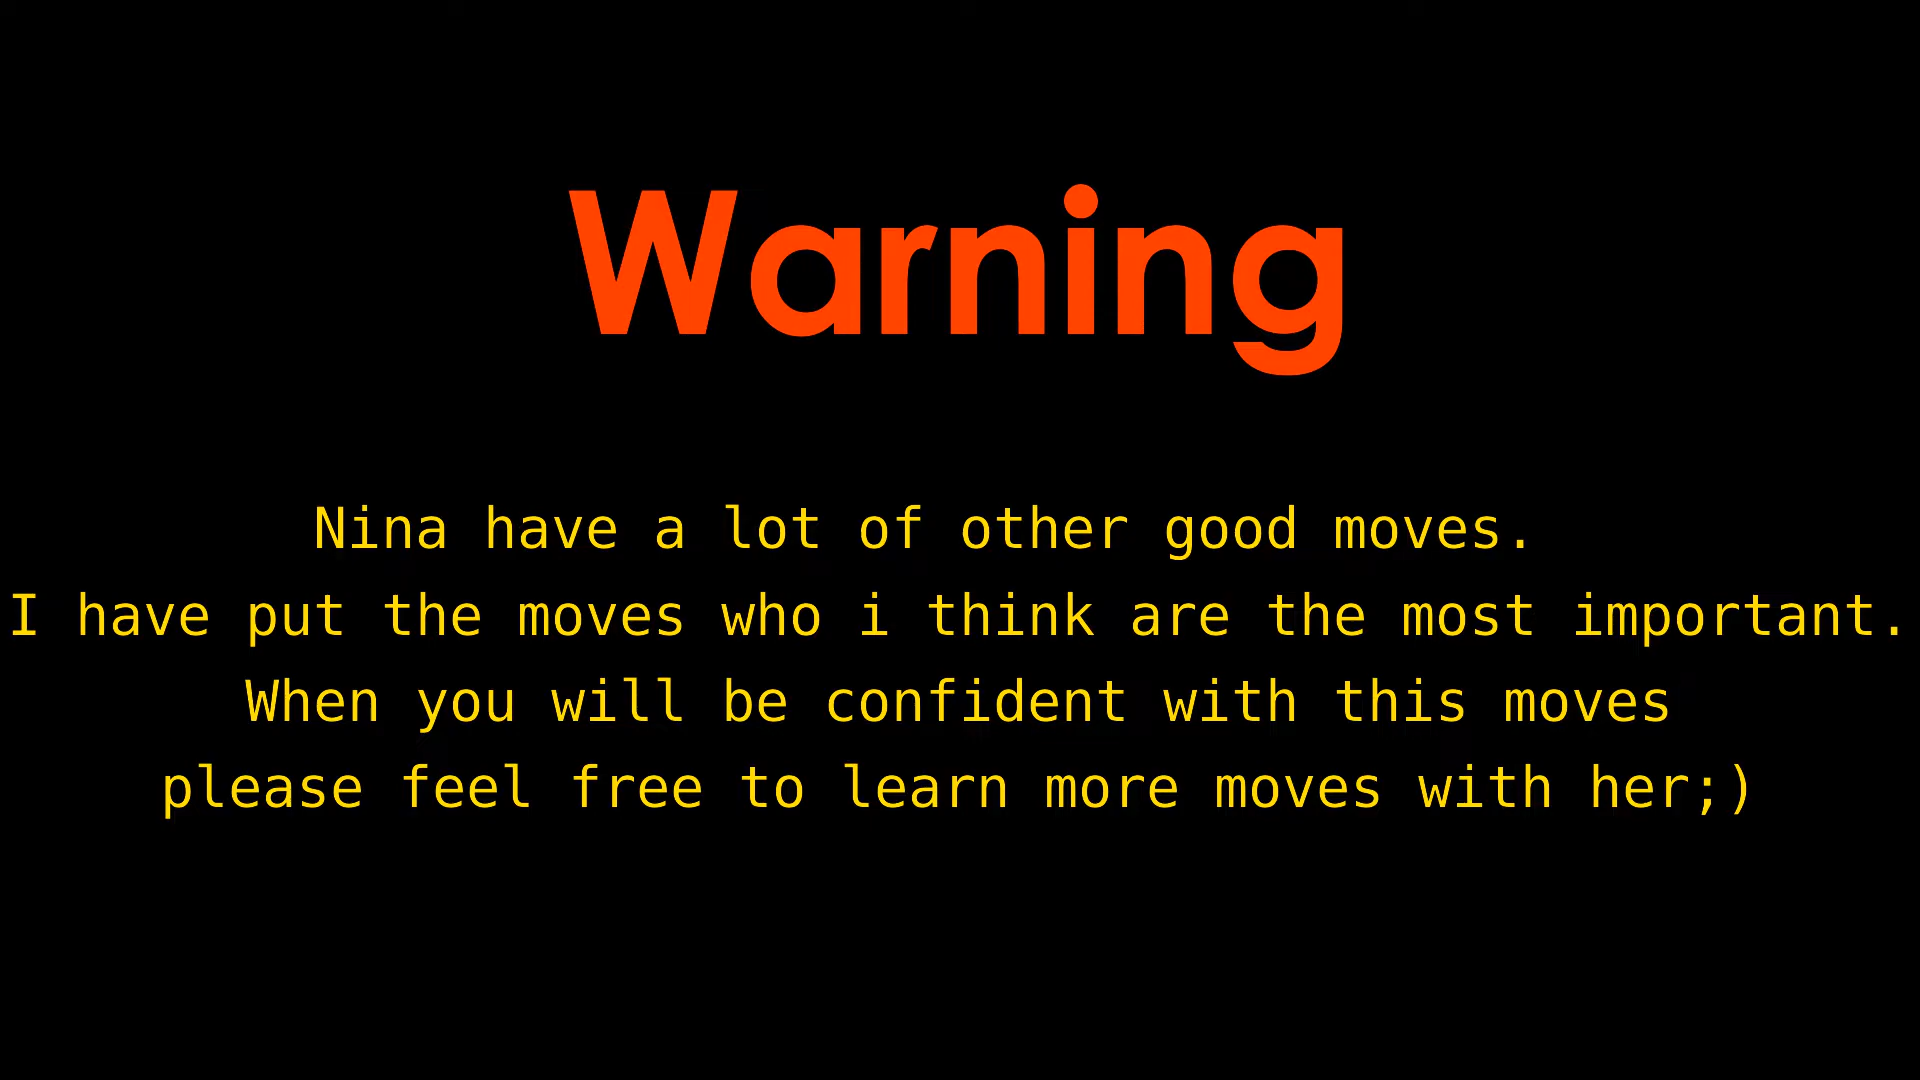 Warning
Nina have a lot of other good moves.
I have put the moves who i think are the most important.
When you will be confident with this moves
please feel free to learn more moves with her;)